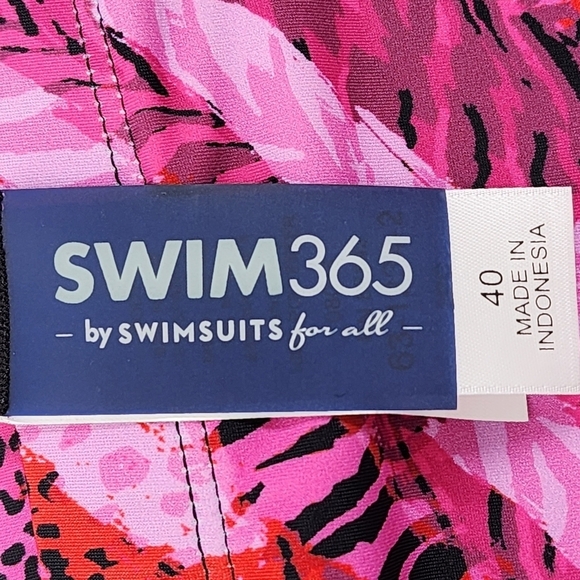 SWIM365
– by SWIMSUITS for all –
40
MADE IN
INDONESIA